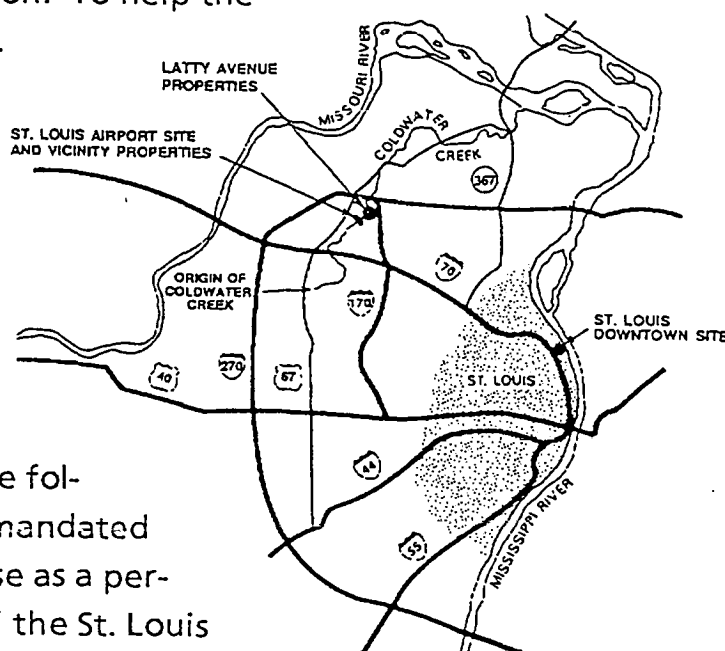 on. To help the
LATTY AVENUE
PROPERTIES
MISSOURI RIVER
ST. LOUIS AIRPORT SITE
AND VICINITY PROPERTIES
COLDWATER
CREEK
367
ORIGIN OF
COLDWATER
CREEK
70
170
ST. LOUIS
DOWNTOWN SITE
40
270
67
ST. LOUIS
44
55
MISSISSIPPI RIVER
e fol-
mandated
se as a per-
the St. Louis